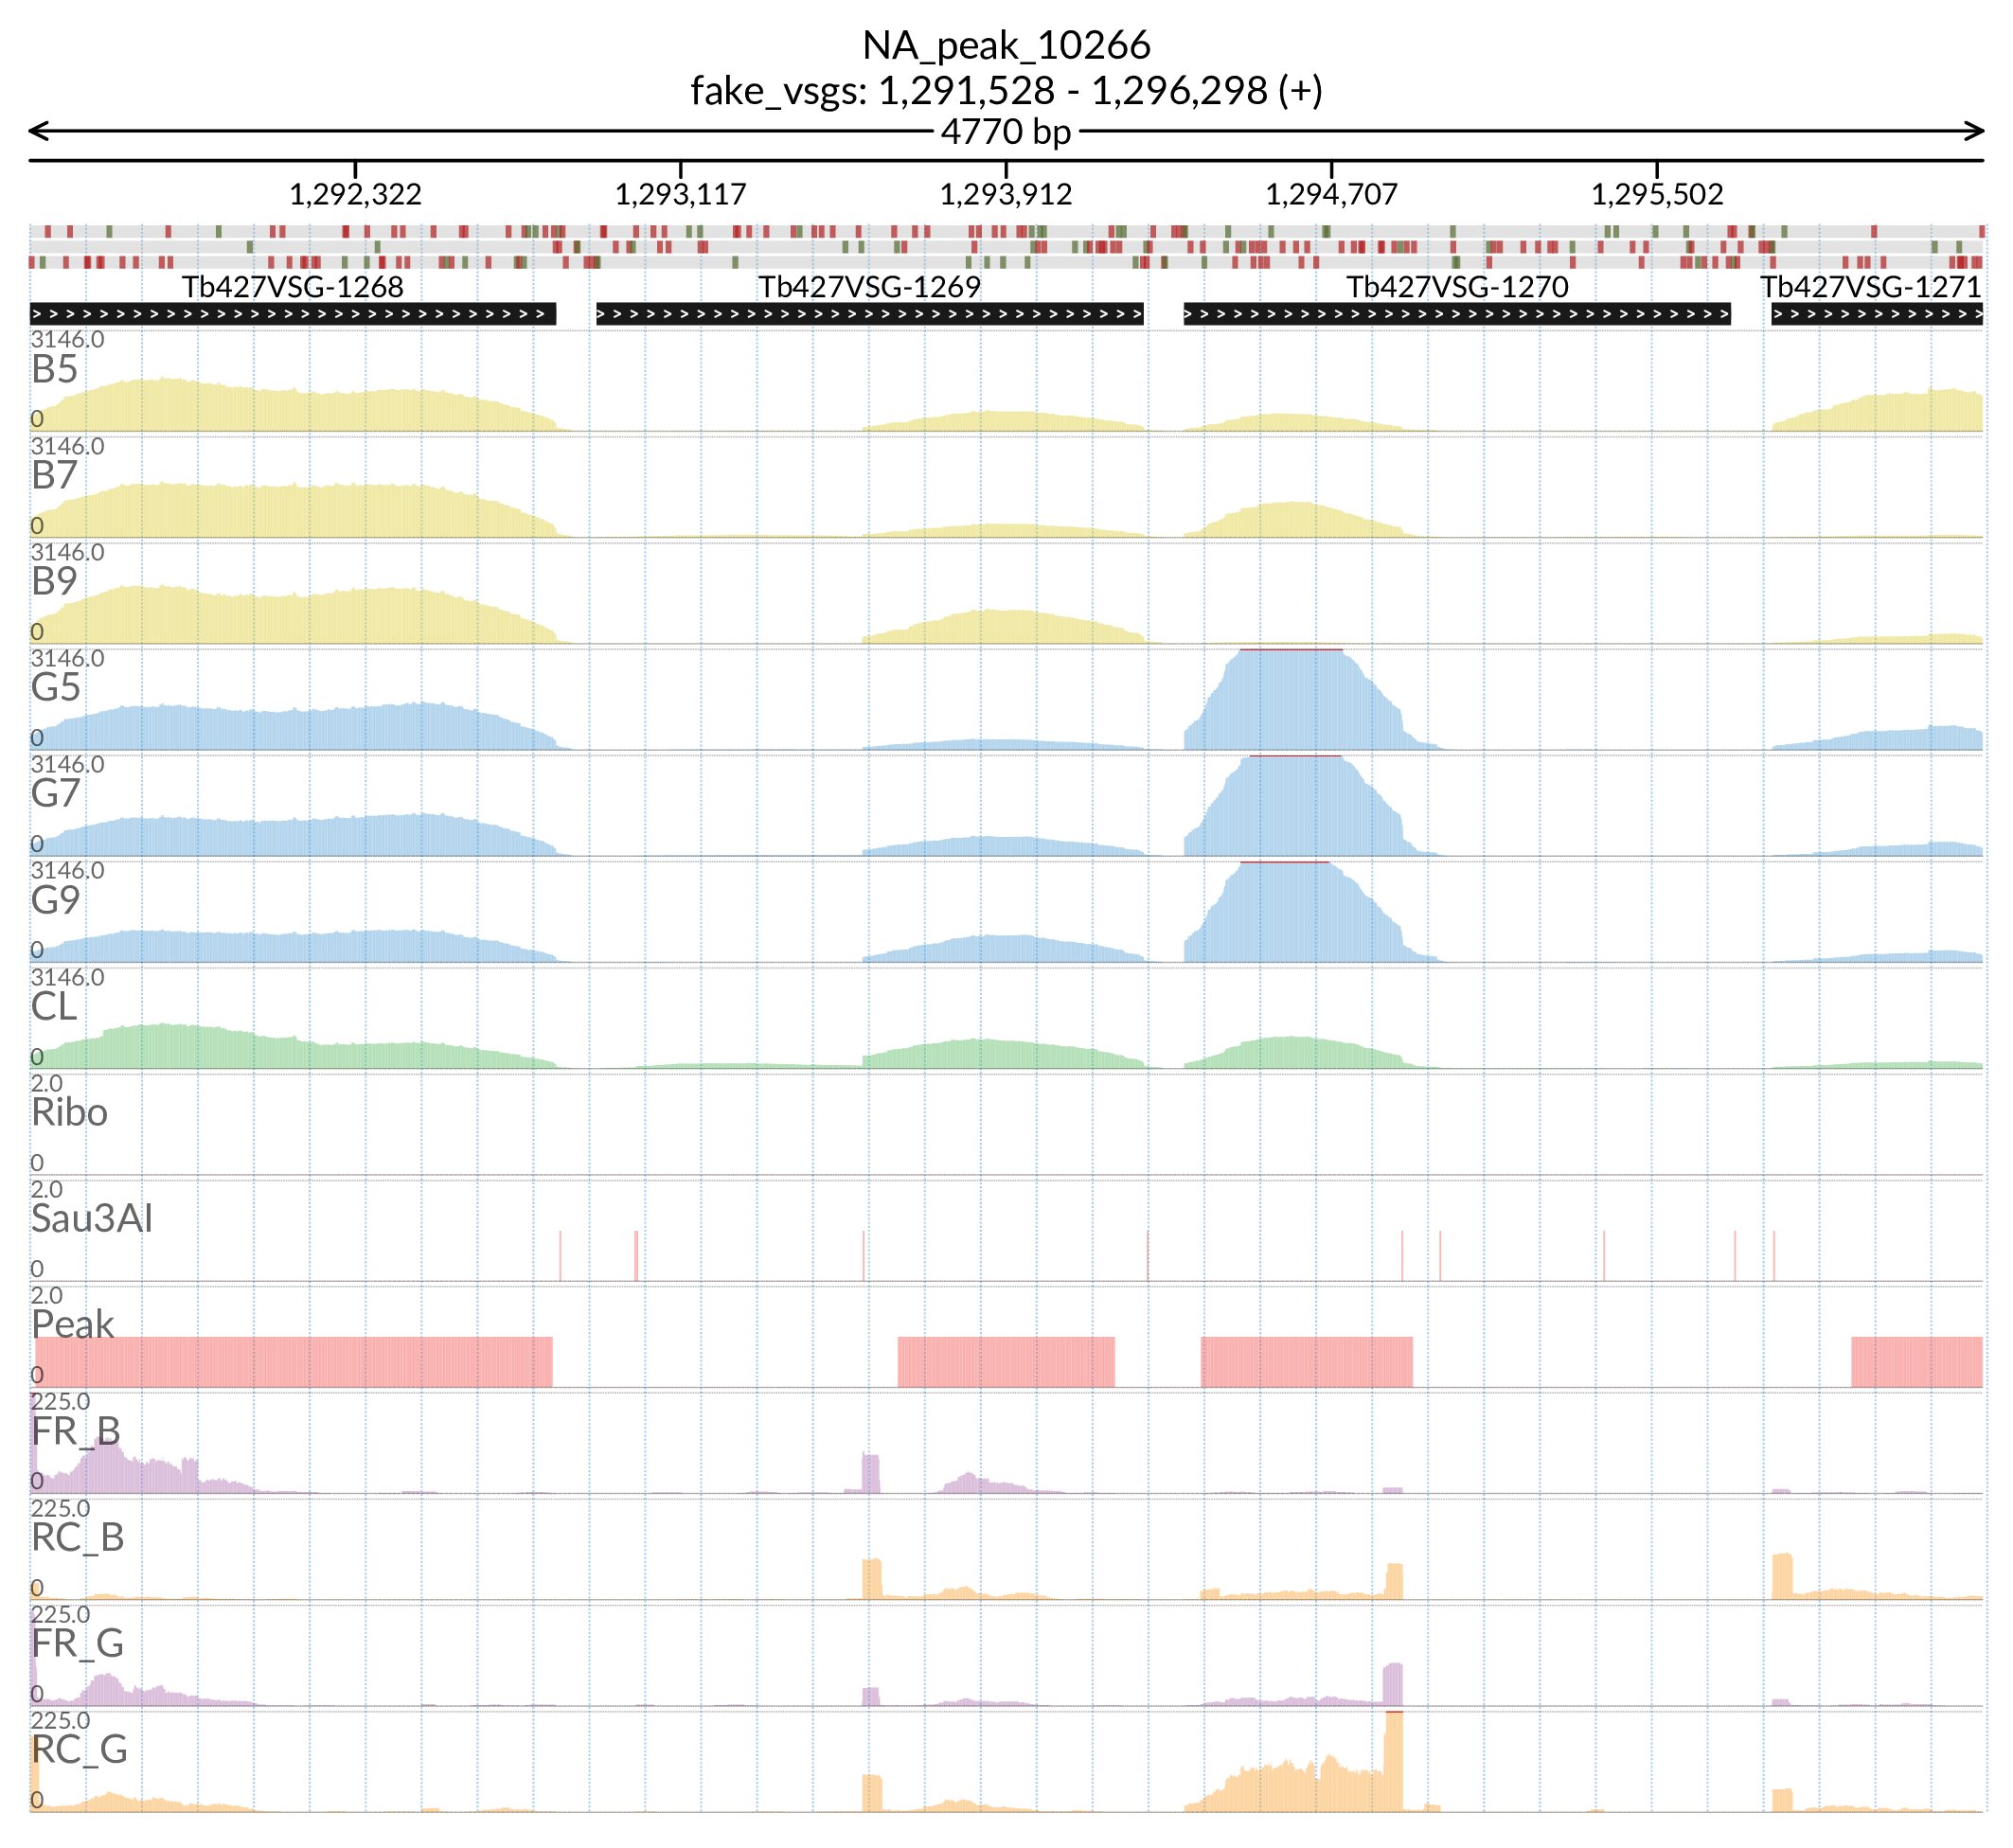 NA_peak_10266
fake_vsgs: 1,291,528 - 1,296,298 (+)
4770 bp
1,292,322 1,293,117 1,293,912 1,294,707 1,295,502
Tb427VSG-1268 Tb427VSG-1269 Tb427VSG-1270 Tb427VSG-1271
3146.0
B5
0
3146.0
B7
0
3146.0
B9
0
3146.0
G5
0
3146.0
G7
0
3146.0
G9
0
3146.0
CL
0
2.0
Ribo
0
2.0
Sau3AI
0
2.0
Peak
0
225.0
FR_B
0
225.0
RC_B
0
225.0
FR_G
0
225.0
RC_G
0